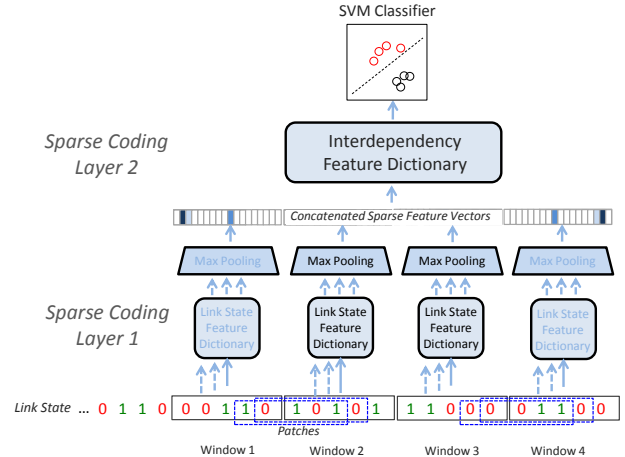 SVM Classifier
Sparse Coding
Layer 2
Interdependency
Feature Dictionary
Concatenated Sparse Feature Vectors
Max Pooling Max Pooling Max Pooling Max Pooling
Sparse Coding
Layer 1
Link State Link State Link State Link State
Feature Feature Feature Feature
Dictionary Dictionary Dictionary Dictionary
Link State ... 0 1 1 0 0 0 1 1 0 1 0 1 0 1 1 1 0 0 0 0 1 1 0 0
Patches
Window 1 Window 2 Window 3 Window 4